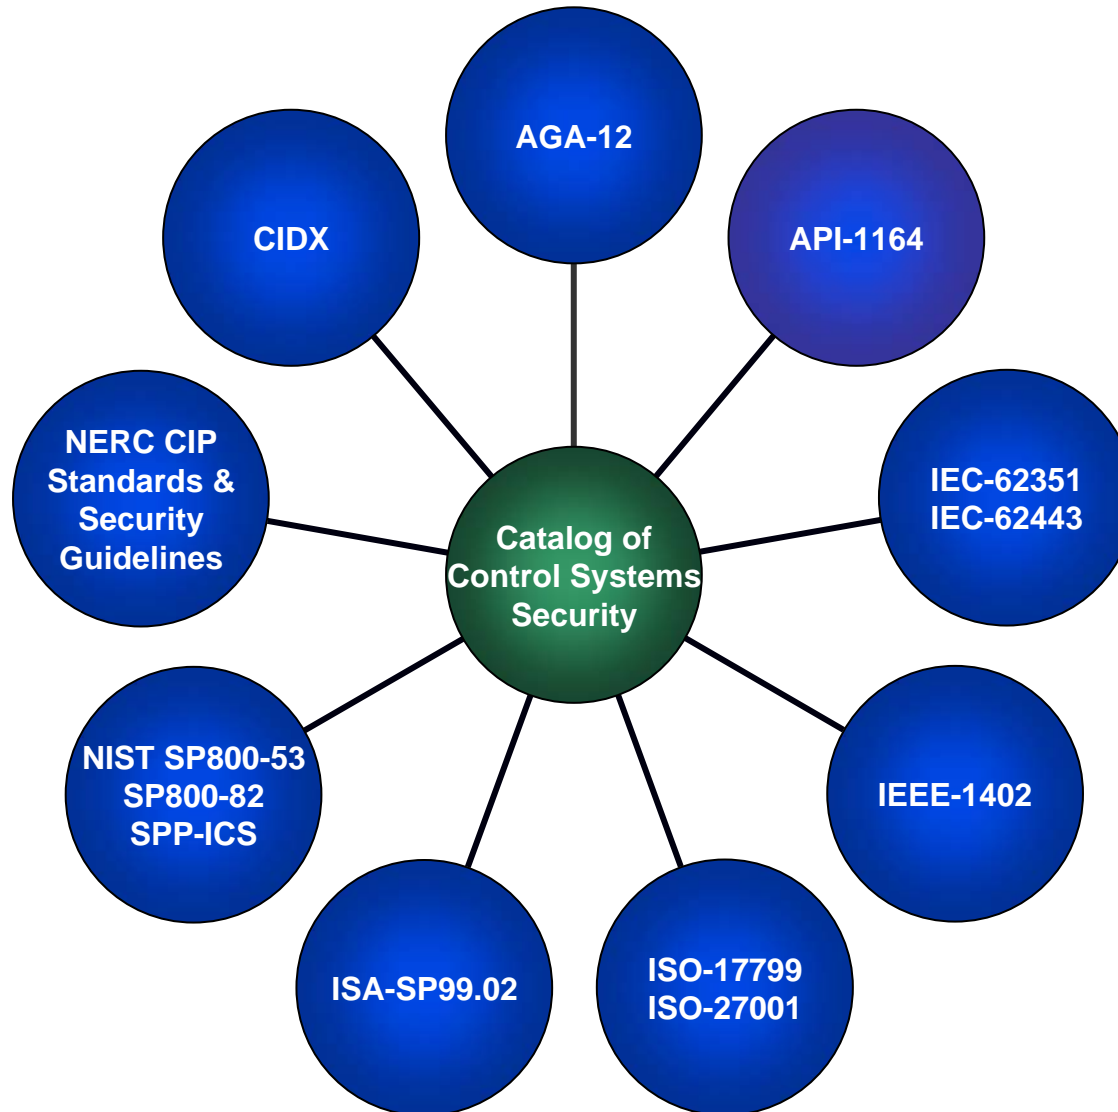 AGA-12
CIDX
API-1164
NERC CIP
Standards &
Security
Guidelines
IEC-62351
IEC-62443
Catalog of
Control Systems
Security
NIST SP800-53
SP800-82
SPP-ICS
IEEE-1402
ISA-SP99.02
ISO-17799
ISO-27001